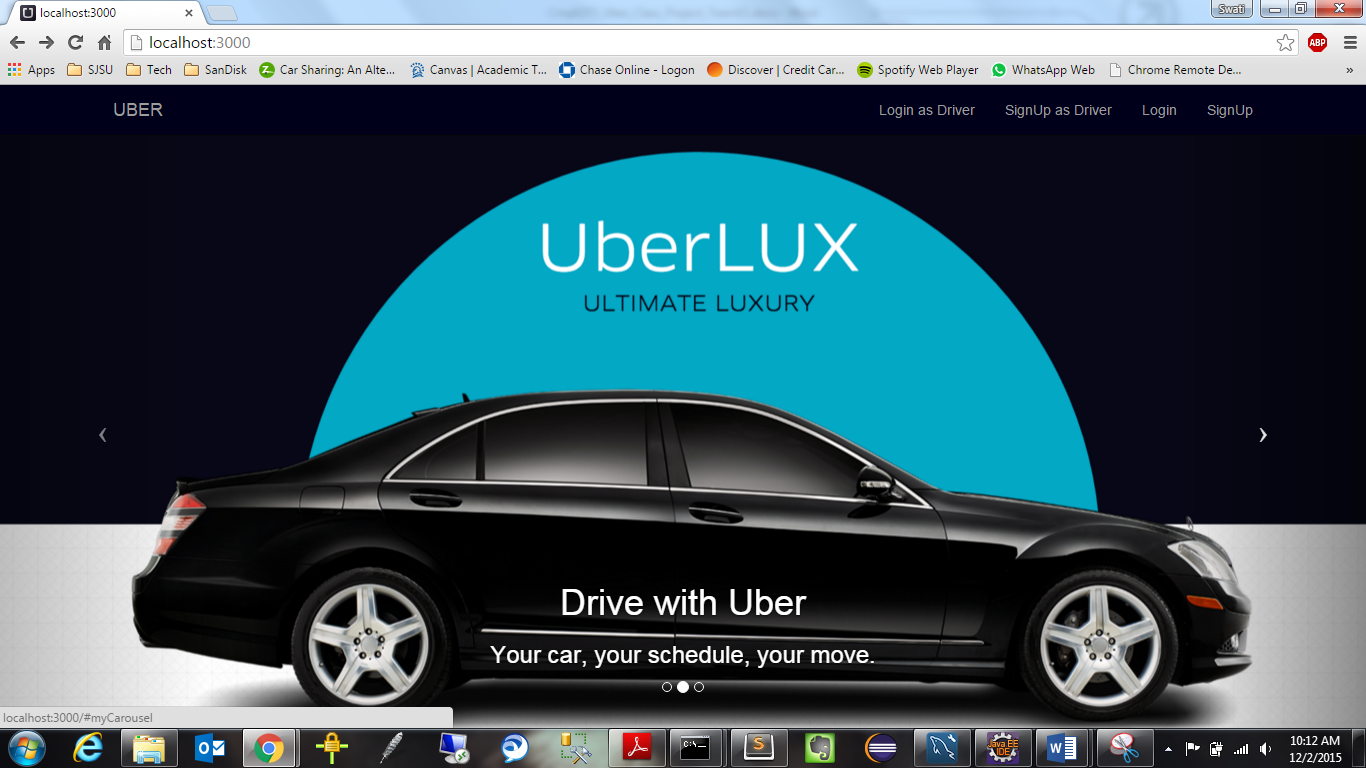 localhost:3000
Swati
localhost:3000
ABP
Apps
SJSU
Tech
SanDisk
Car Sharing: An Alte...
Canvas | Academic T...
Chase Online - Logon
Discover | Credit Car...
Spotify Web Player
WhatsApp Web
Chrome Remote De...
»
UBER
Login as Driver
SignUp as Driver
Login
SignUp
UberLUX
ULTIMATE LUXURY
Drive with Uber
Your car, your schedule, your move.
localhost:3000/#myCarousel
Java EE
IDE
10:12 AM
12/2/2015